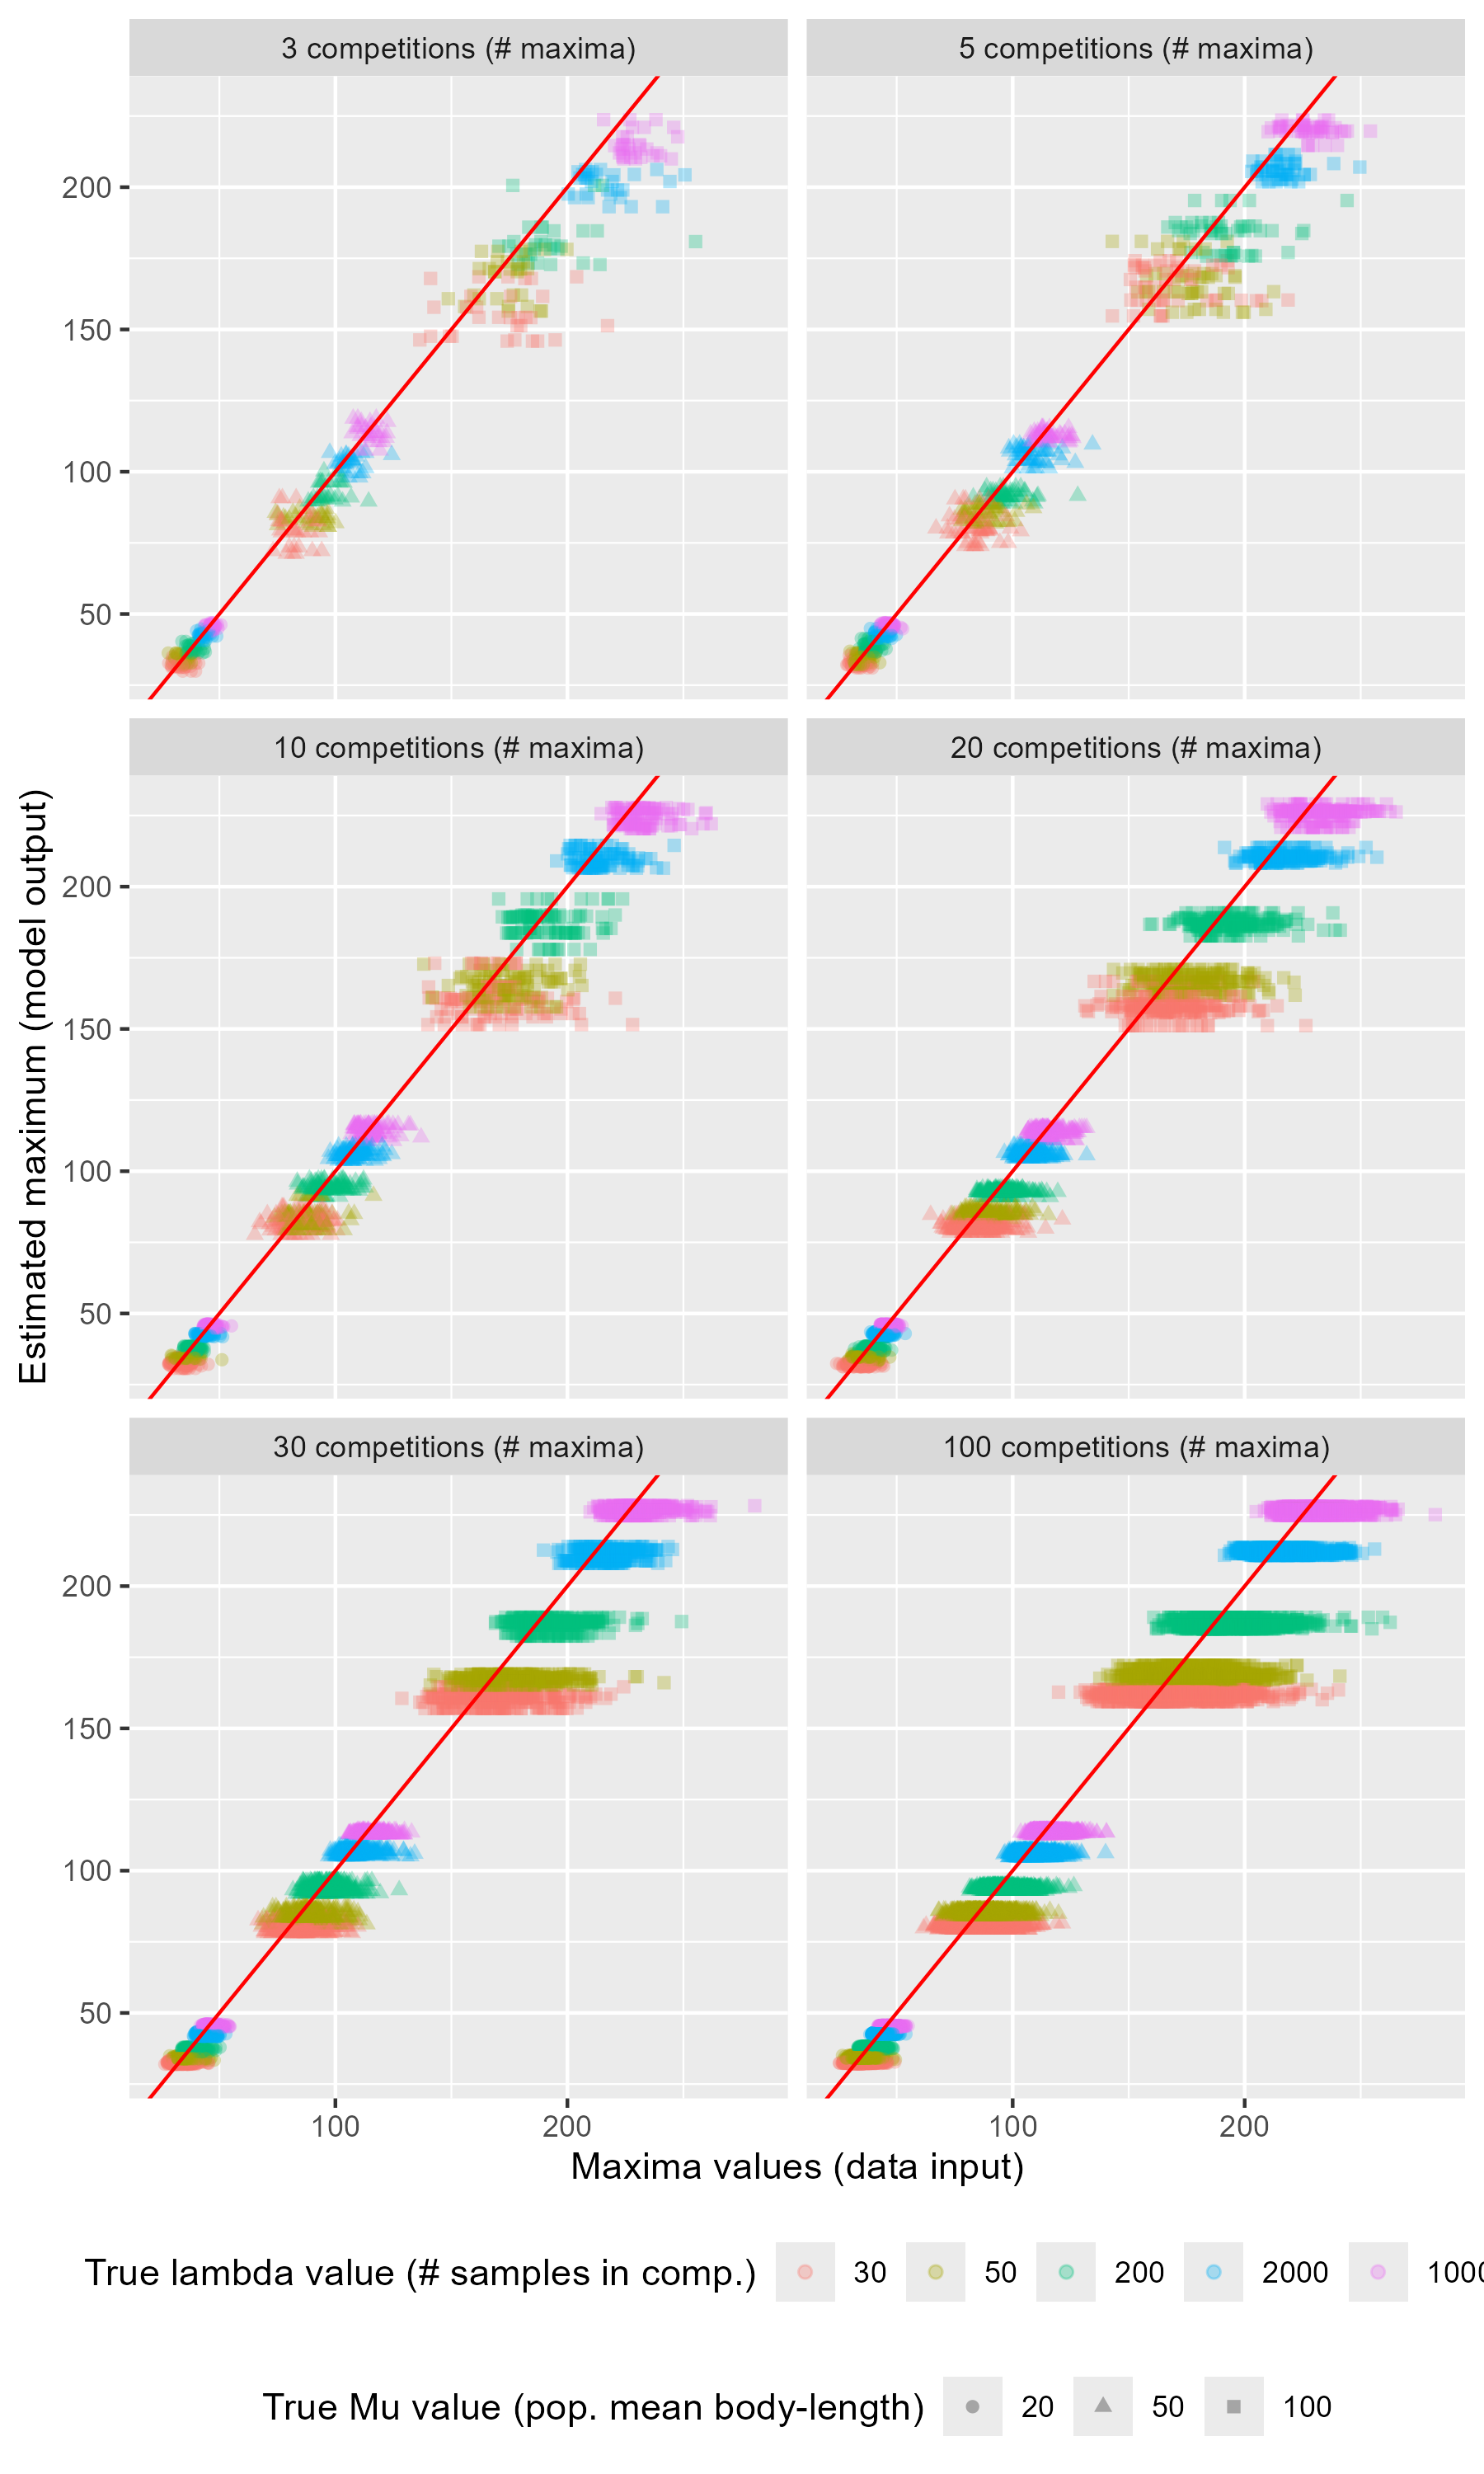 3 competitions (# maxima)
5 competitions (# maxima)
200
150
100
50
10 competitions (# maxima)
20 competitions (# maxima)
200
150
100
50
30 competitions (# maxima)
100 competitions (# maxima)
200
150
100
50
Estimated maximum (model output)
100 200 100 200
Maxima values (data input)
True lambda value (# samples in comp.) 30 50 200 2000
True Mu value (pop. mean body-length) 20 50 100